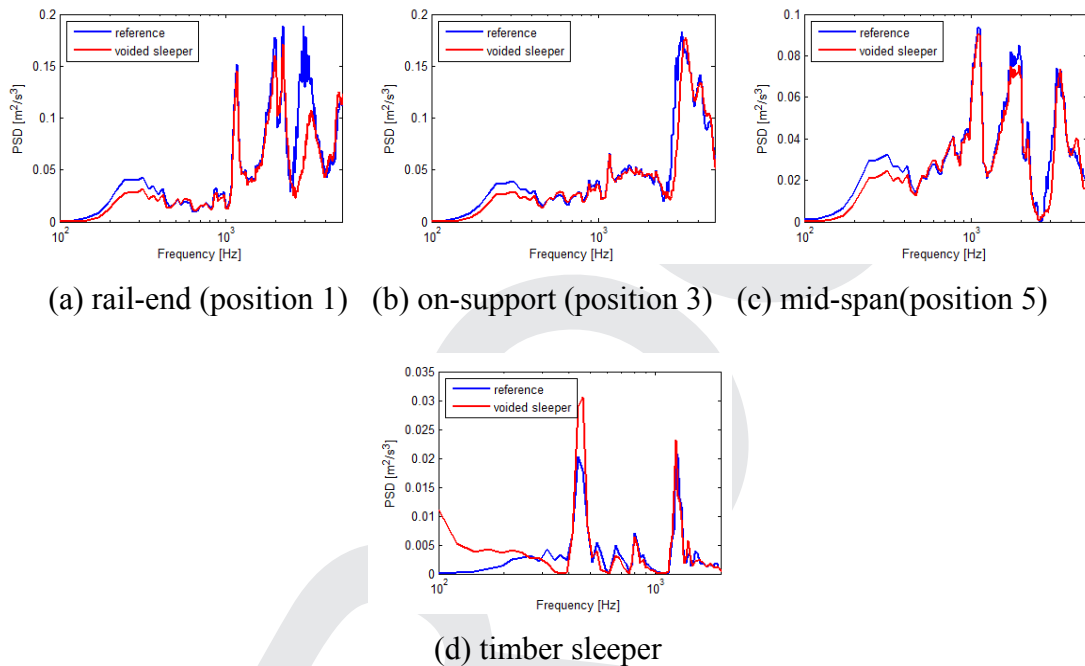 0.2
0.15
0.1
0.05
0
PSD [m²/s³]
reference
voided sleeper
10² 10³
Frequency [Hz]
0.2
0.15
0.1
0.05
0
PSD [m²/s³]
reference
voided sleeper
10² 10³
Frequency [Hz]
0.1
0.08
0.06
0.04
0.02
0
PSD [m²/s³]
reference
voided sleeper
10² 10³
Frequency [Hz]
(a) rail-end (position 1) (b) on-support (position 3) (c) mid-span(position 5)
0.035
0.03
0.025
0.02
0.015
0.01
0.005
0
PSD [m²/s³]
reference
voided sleeper
10² 10³
Frequency [Hz]
(d) timber sleeper